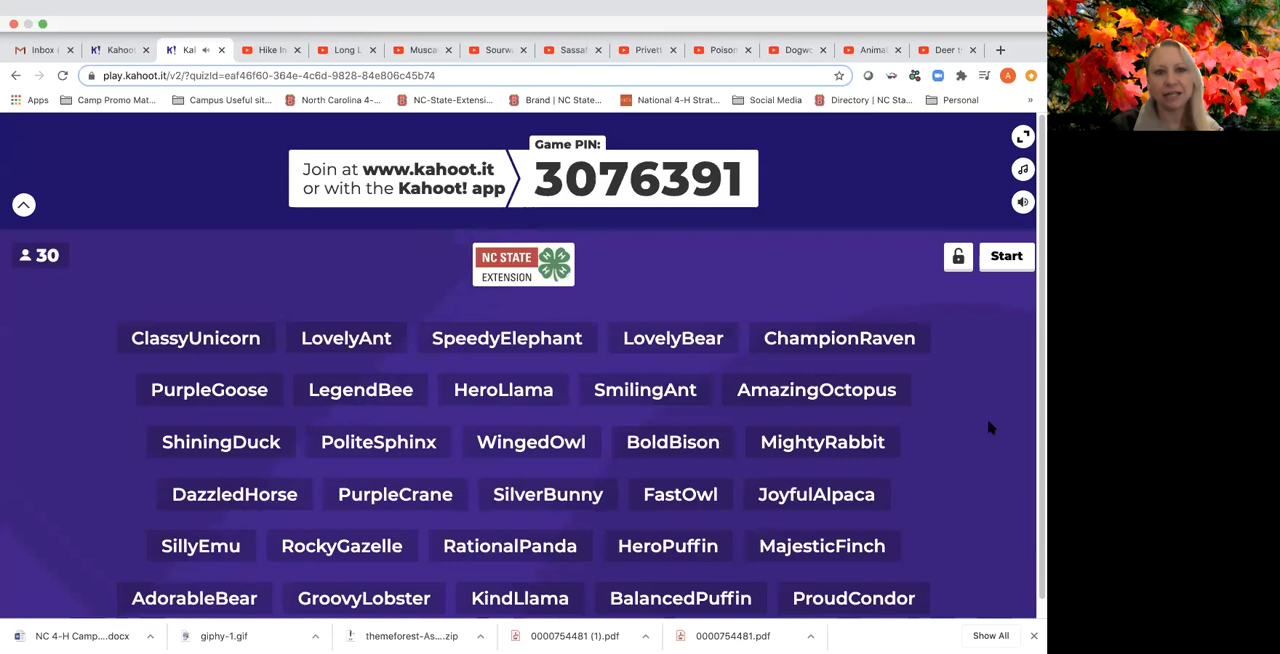 Inbox
Kahoo
Kal
Hike In
Long L
Musca
Sourw
Sassaf
Privett
Poison
Dogwo
Animal
Deer t
play.kahoot.it/v2/?quizId=eaf46f60-364e-4c6d-9828-84e806c45b74
A
Apps
Camp Promo Mat...
Campus Useful sit...
North Carolina 4-...
NC-State-Extensi...
Brand | NC State...
National 4-H Strat...
Social Media
Directory | NC Sta...
Personal
»
Game PIN:
Join at www.kahoot.it
or with the Kahoot! app
3076391
30
NC STATE
EXTENSION
Start
ClassyUnicorn LovelyAnt SpeedyElephant LovelyBear ChampionRaven
PurpleGoose LegendBee HeroLlama SmilingAnt AmazingOctopus
ShiningDuck PoliteSphinx WingedOwl BoldBison MightyRabbit
DazzledHorse PurpleCrane SilverBunny FastOwl JoyfulAlpaca
SillyEmu RockyGazelle RationalPanda HeroPuffin MajesticFinch
AdorableBear GroovyLobster KindLlama BalancedPuffin ProudCondor
NC 4-H Camp....docx
giphy-1.gif
themeforest-As....zip
0000754481 (1).pdf
0000754481.pdf
Show All